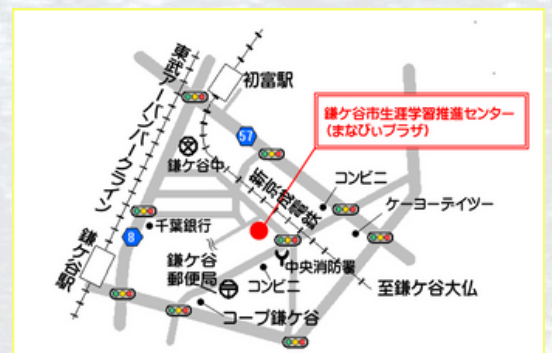 東武アーバンパークライン
初富駅
鎌ケ谷市生涯学習推進センター
(まなびぃプラザ)
57
鎌ケ谷中
新京成電鉄
コンビニ
ケーヨーデイツー
千葉銀行
8
鎌ケ谷駅
鎌ケ谷
郵便局
中央消防署
コンビニ
至鎌ケ谷大仏
コープ鎌ケ谷